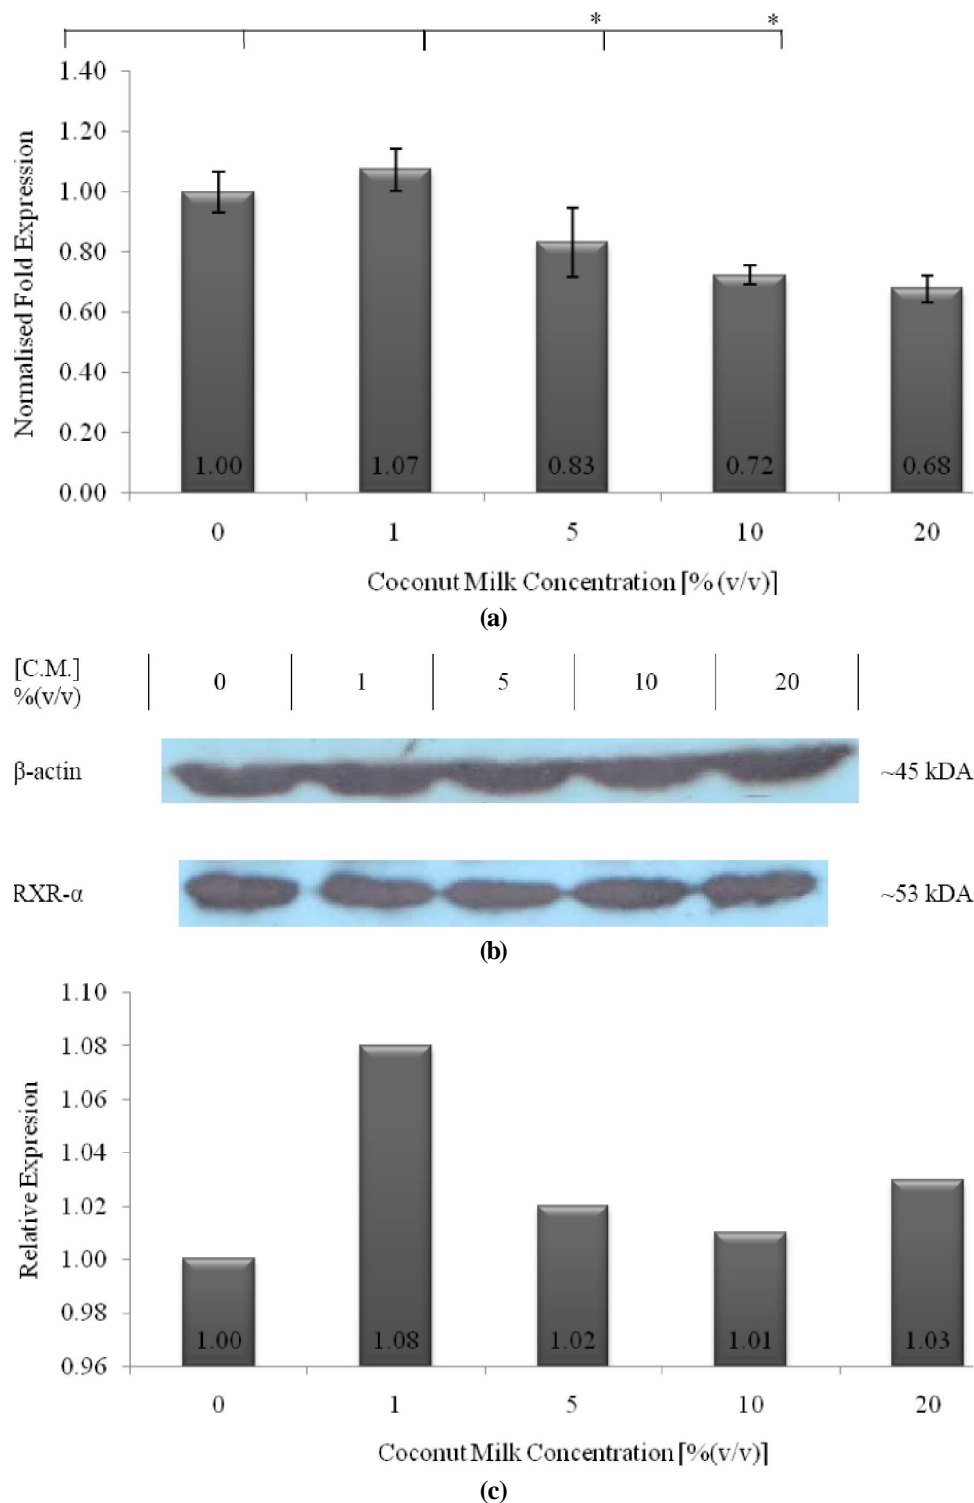 * *
1.40
1.20
1.00
0.80
0.60
0.40
0.20
0.00
Normalised Fold Expression
1.00 1.07 0.83 0.72 0.68
0 1 5 10 20
Coconut Milk Concentration [% (v/v)]
(a)
[C.M.]
%(v/v)
0 1 5 10 20
β-actin ~45 kDA
RXR-α ~53 kDA
(b)
1.10
1.08
1.06
1.04
1.02
1.00
0.98
0.96
Relative Expresion
1.00 1.08 1.02 1.01 1.03
0 1 5 10 20
Coconut Milk Concentration [%(v/v)]
(c)